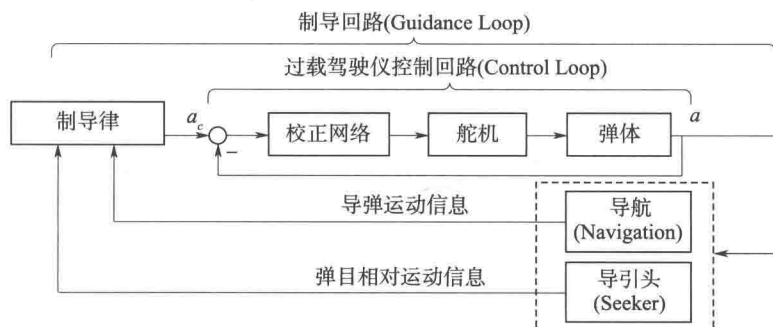 制导回路(Guidance Loop)
过载驾驶仪控制回路(Control Loop)
制导律
a_c
−
校正网络
舵机
弹体
a
导弹运动信息
导航
(Navigation)
弹目相对运动信息
导引头
(Seeker)